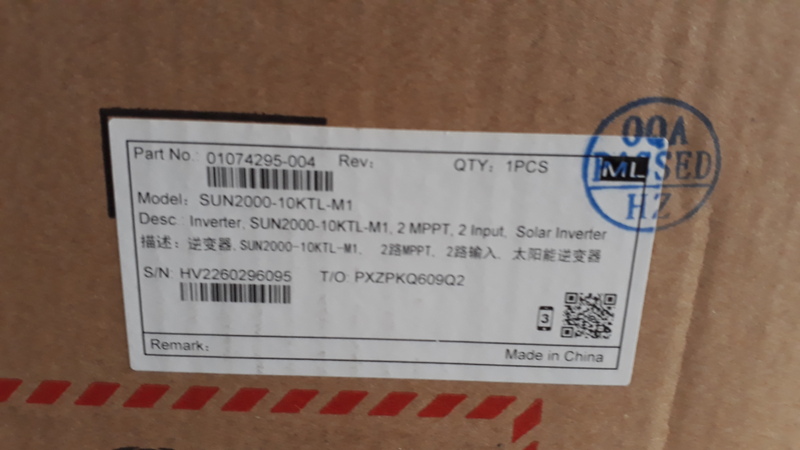 Part No.: 01074295-004 Rev: QTY: 1PCS ML
Model: SUN2000-10KTL-M1
Desc.: Inverter, SUN2000-10KTL-M1, 2 MPPT, 2 Input, Solar Inverter
描述: 逆变器, SUN2000-10KTL-M1, 2路MPPT, 2路输入, 太阳能逆变器
S/N: HV2260296095 T/O: PXZPKQ609Q2
3
Remark:
Made in China
OQA
PASSED
HZ